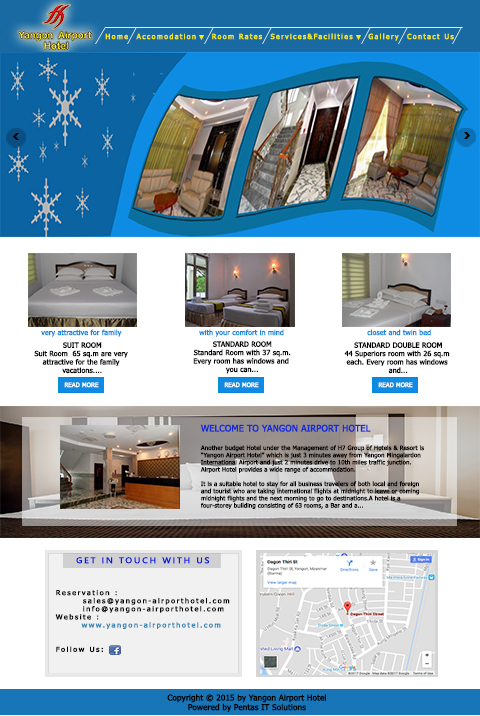 Yangon Airport
Hotel
Home Accomodation ▼ Room Rates Services&Facilities ▼ Gallery Contact Us
very attractive for family
SUIT ROOM
Suit Room 65 sq.m are very
attractive for the family
vacations....
READ MORE
with your comfort in mind
STANDARD ROOM
Standard Room with 37 sq.m.
Every room has windows and
you can...
READ MORE
closet and twin bed
STANDARD DOUBLE ROOM
44 Superiors room with 26 sq.m
each. Every room has windows
and...
READ MORE
WELCOME TO YANGON AIRPORT HOTEL
Another budget Hotel under the Management of H7 Group of Hotels & Resort is
"Yangon Airport Hotel" which is just 3 minutes away from Yangon Mingalardon
International Airport and just 2 minutes drive to 10th miles traffic junction.
Airport Hotel provides a wide range of accommodation.
It is a suitable hotel to stay for all business travelers of both local and foreign
and tourist who are taking international flights at midnight to leave or coming
midnight flights and the next morning to go to destinations.A hotel is a
four-storey building consisting of 63 rooms, a Bar and a...
GET IN TOUCH WITH US
Reservation :
sales@yangon-airporthotel.com
info@yangon-airporthotel.com
Website :
www.yangon-airporthotel.com
Follow Us:
Dagon Thiri St
Dagon Thiri St, Yangon, Myanmar
(Burma)
Directions
Save
View larger map
Sign in
Dagon Thiri Street
Terms of Use
Copyright © 2015 by Yangon Airport Hotel
Powered by Pentas IT Solutions